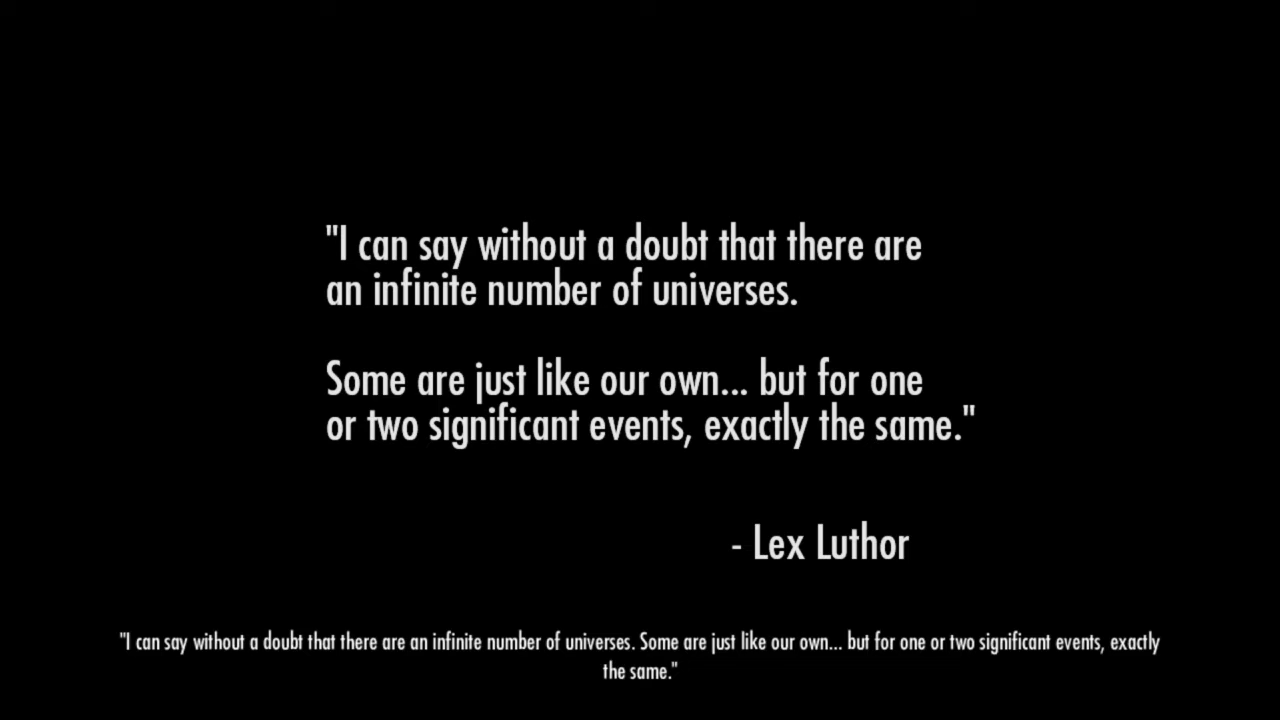 "I can say without a doubt that there are
an infinite number of universes.
Some are just like our own... but for one
or two significant events, exactly the same."
- Lex Luthor
"I can say without a doubt that there are an infinite number of universes. Some are just like our own... but for one or two significant events, exactly
the same."